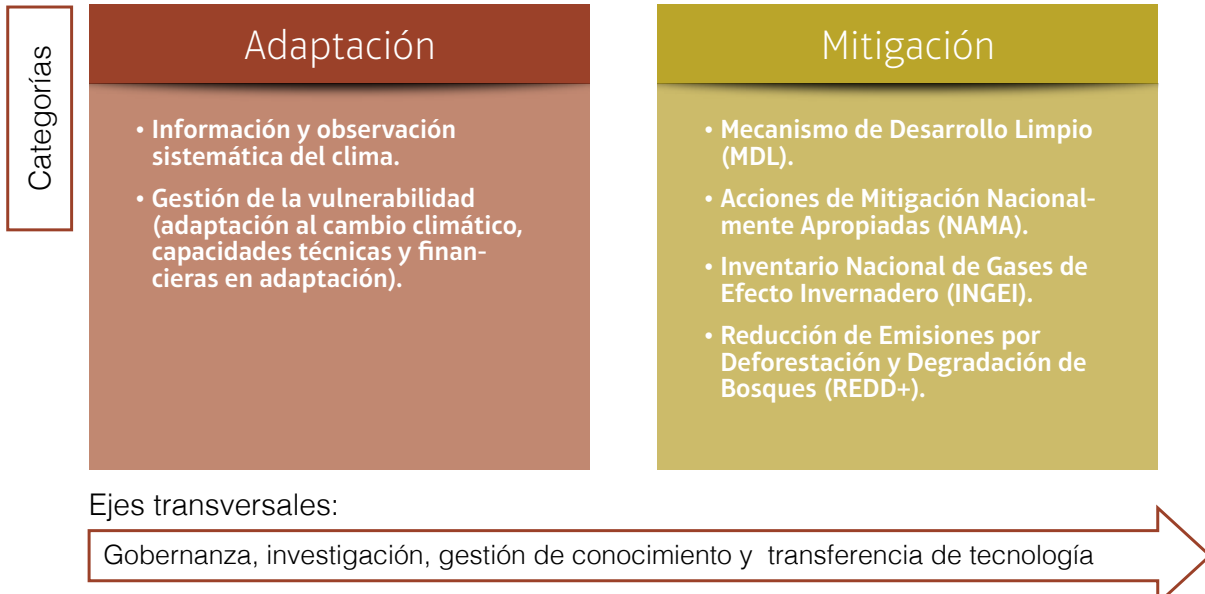 Categorías
Adaptación
• Información y observación
sistemática del clima.
• Gestión de la vulnerabilidad
(adaptación al cambio climático,
capacidades técnicas y finan-
cieras en adaptación).
Mitigación
• Mecanismo de Desarrollo Limpio
(MDL).
• Acciones de Mitigación Nacional-
mente Apropiadas (NAMA).
• Inventario Nacional de Gases de
Efecto Invernadero (INGEI).
• Reducción de Emisiones por
Deforestación y Degradación de
Bosques (REDD+).
Ejes transversales:
Gobernanza, investigación, gestión de conocimiento y  transferencia de tecnología